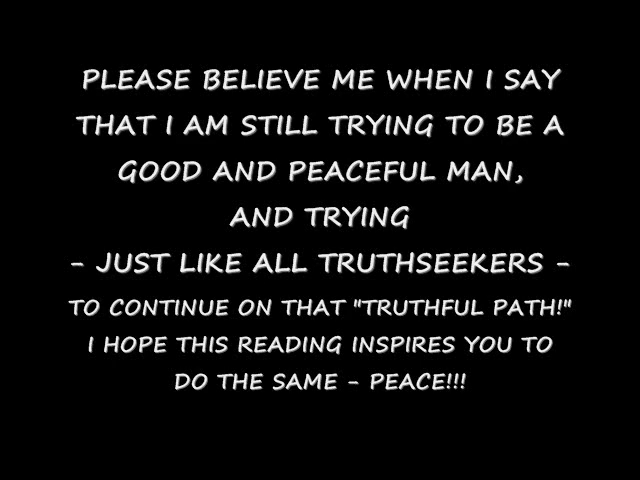 PLEASE BELIEVE ME WHEN I SAY
THAT I AM STILL TRYING TO BE A
GOOD AND PEACEFUL MAN,
AND TRYING
- JUST LIKE ALL TRUTHSEEKERS -
TO CONTINUE ON THAT "TRUTHFUL PATH!"
I HOPE THIS READING INSPIRES YOU TO
DO THE SAME - PEACE!!!